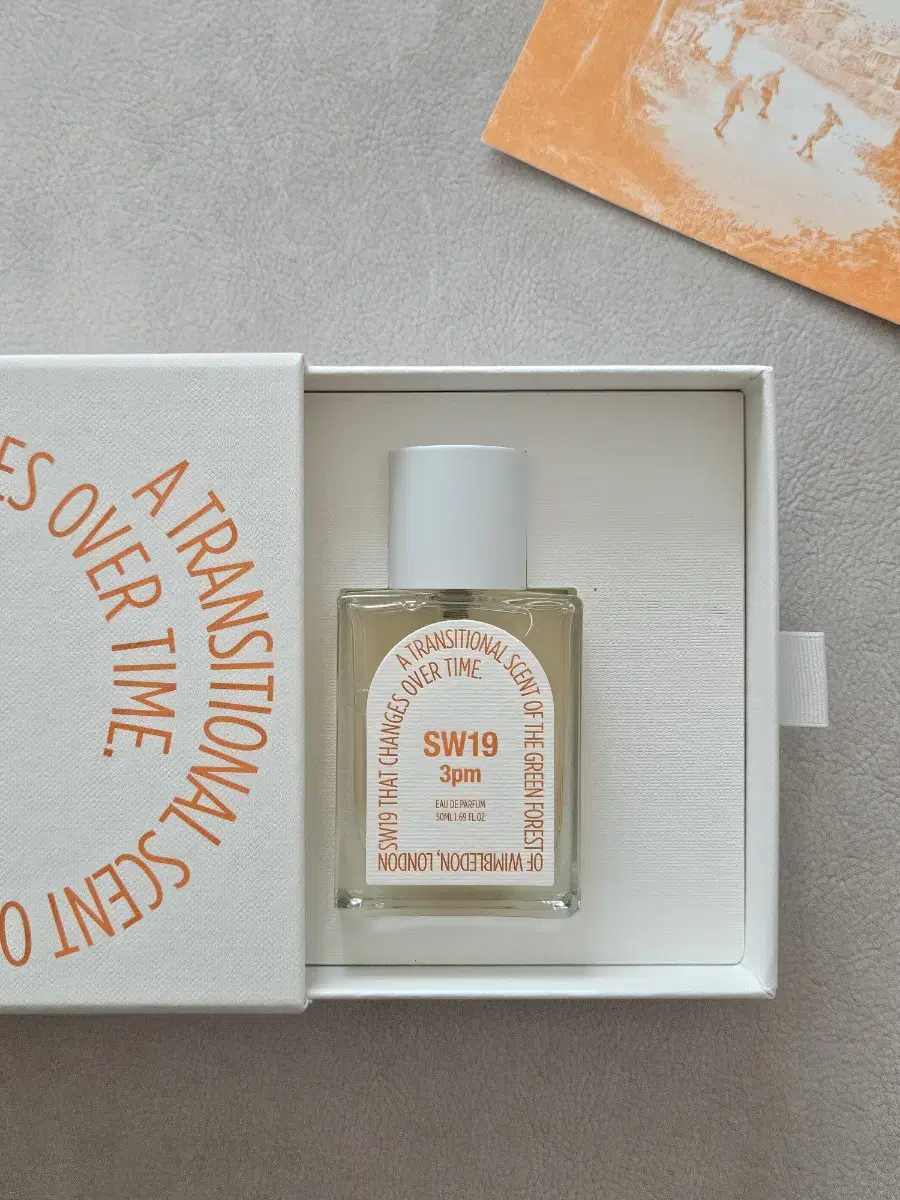 A TRANSITIONAL SCENT O
ES OVER TIME.
A TRANSITIONAL SCENT OF THE GREEN FOREST
OF WIMBLEDON, LONDON
SW19 THAT CHANGES OVER TIME.
SW19
3pm
EAU DE PARFUM
50ML 1.69 FL.OZ